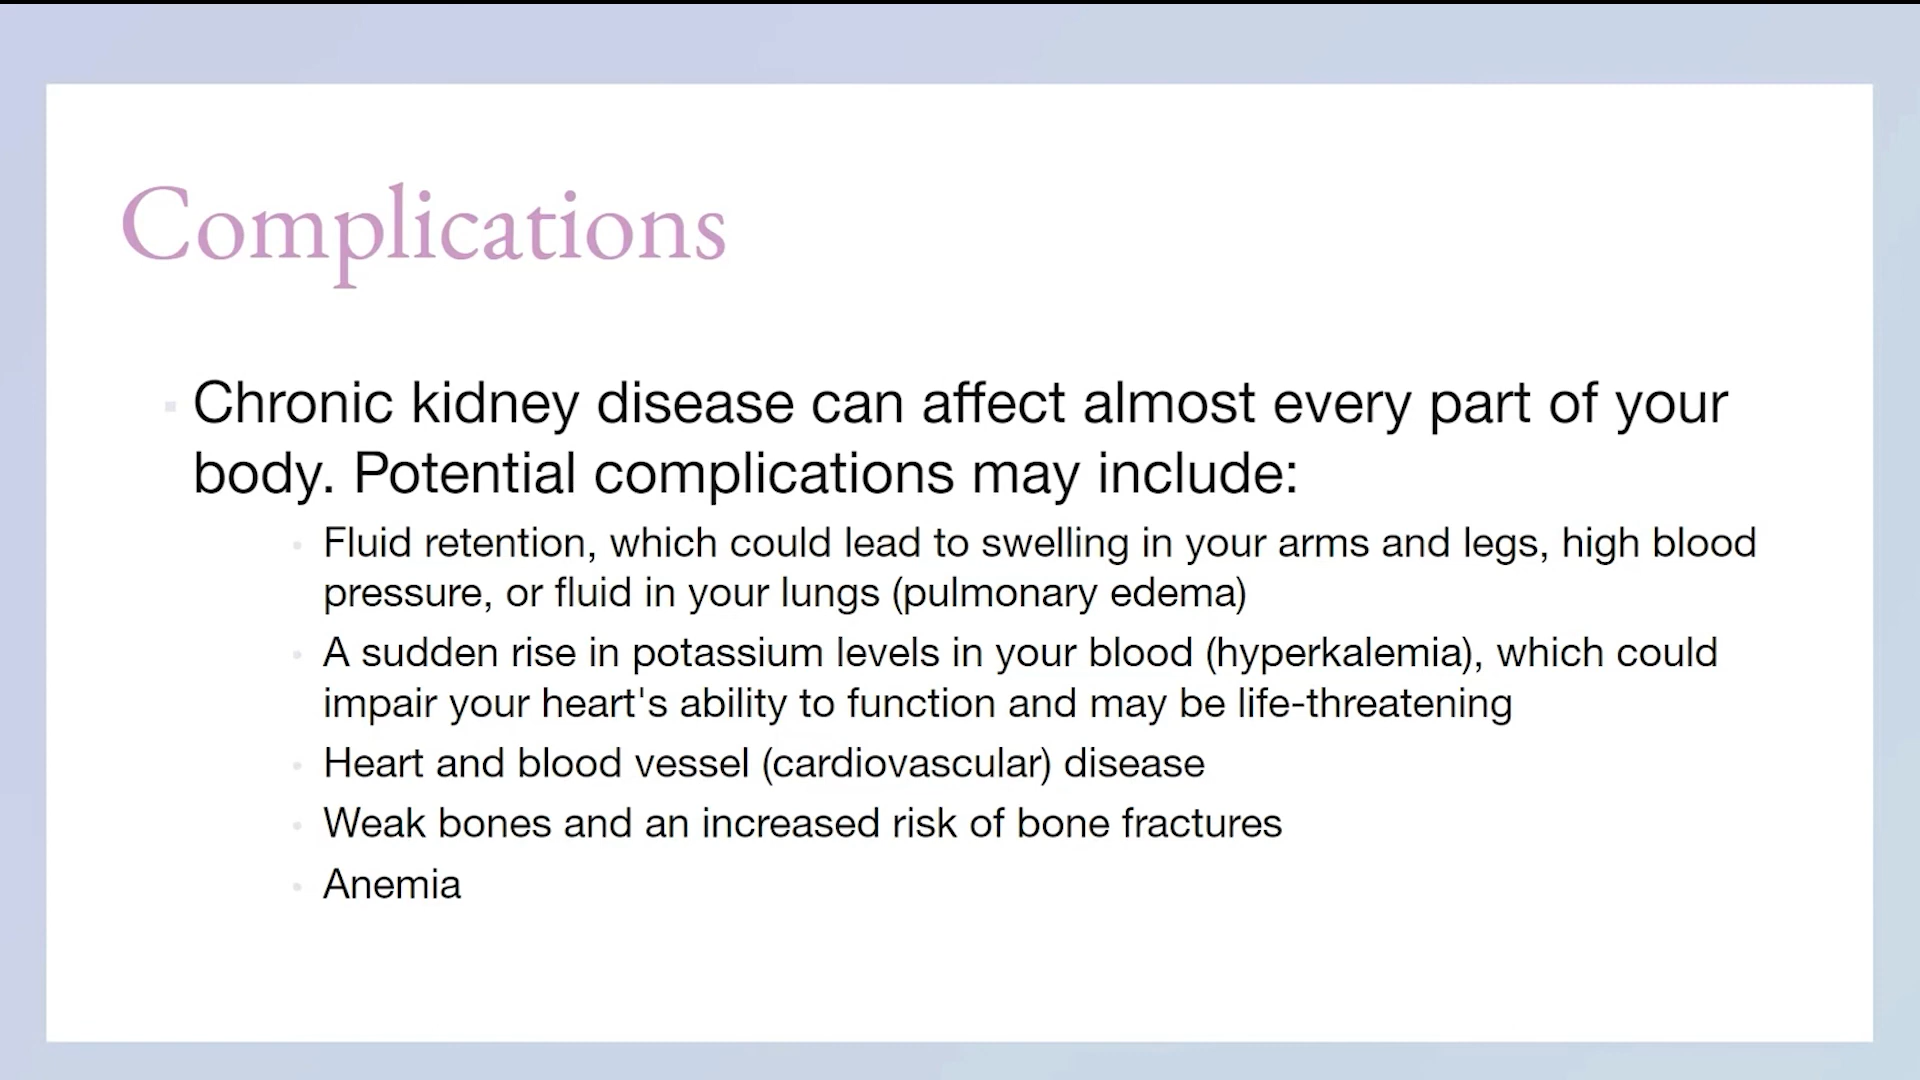 Complications
Chronic kidney disease can affect almost every part of your
body. Potential complications may include:
Fluid retention, which could lead to swelling in your arms and legs, high blood
pressure, or fluid in your lungs (pulmonary edema)
A sudden rise in potassium levels in your blood (hyperkalemia), which could
impair your heart's ability to function and may be life-threatening
Heart and blood vessel (cardiovascular) disease
Weak bones and an increased risk of bone fractures
Anemia